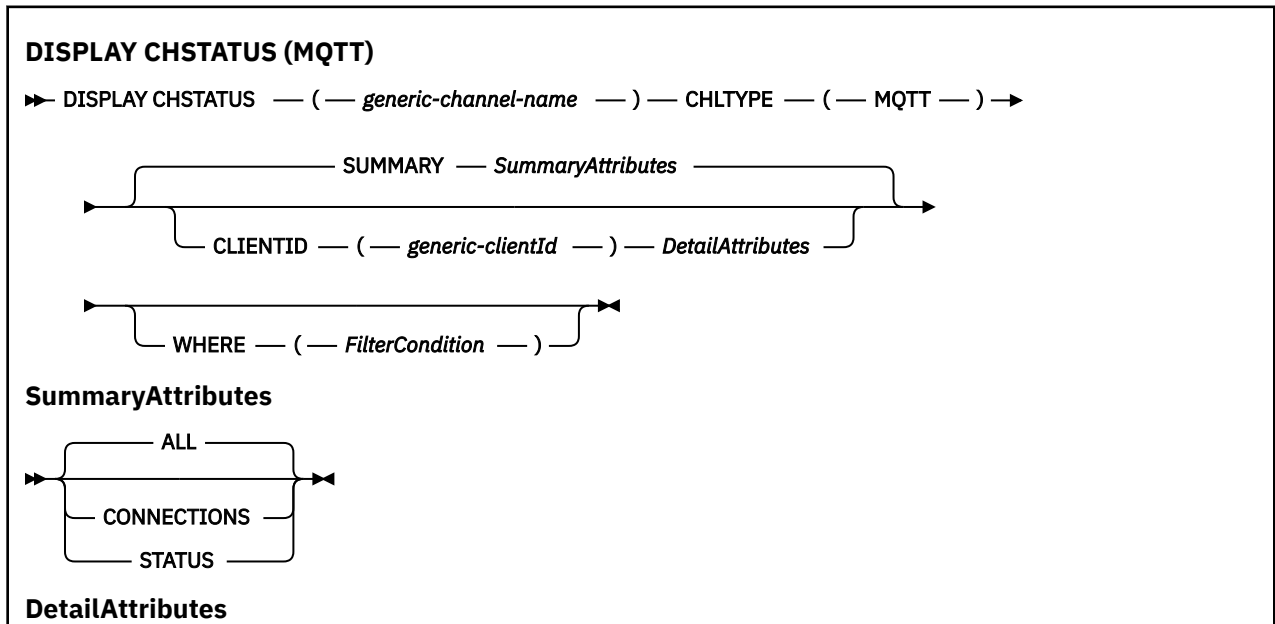 DISPLAY CHSTATUS (MQTT)
DISPLAY CHSTATUS ( generic-channel-name ) CHLTYPE ( MQTT )
SUMMARY SummaryAttributes
CLIENTID ( generic-clientId ) DetailAttributes
WHERE ( FilterCondition )
SummaryAttributes
ALL
CONNECTIONS
STATUS
DetailAttributes